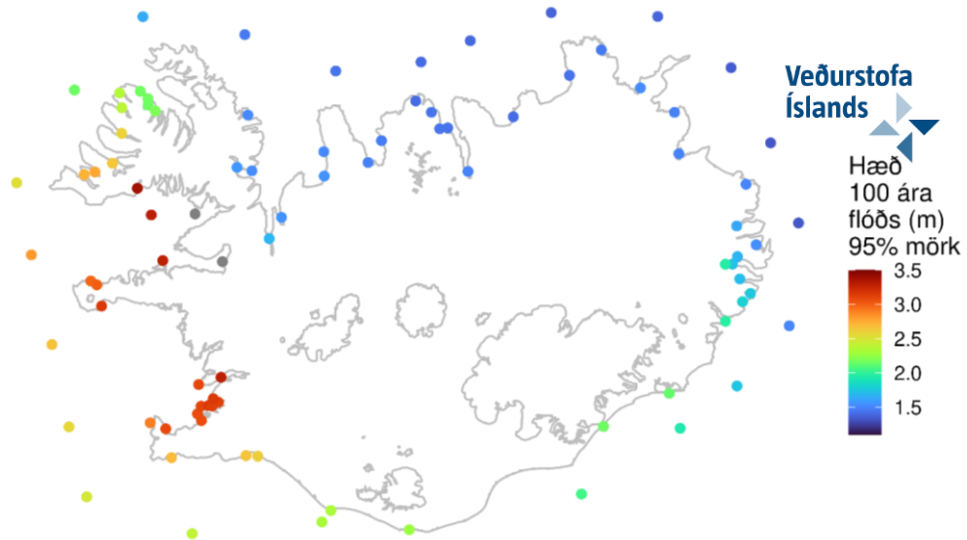 Veðurstofa
Íslands
Hæð
100 ára
flóðs (m)
95% mörk
3.5
3.0
2.5
2.0
1.5